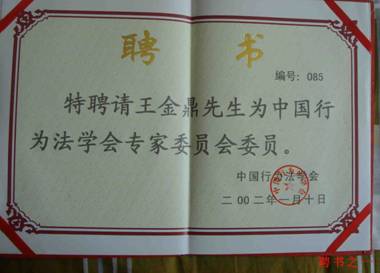 聘 书
编号: 085
特聘请王金鼎先生为中国行
为法学会专家委员会委员。
中国行为法学会
二00二年一月十日